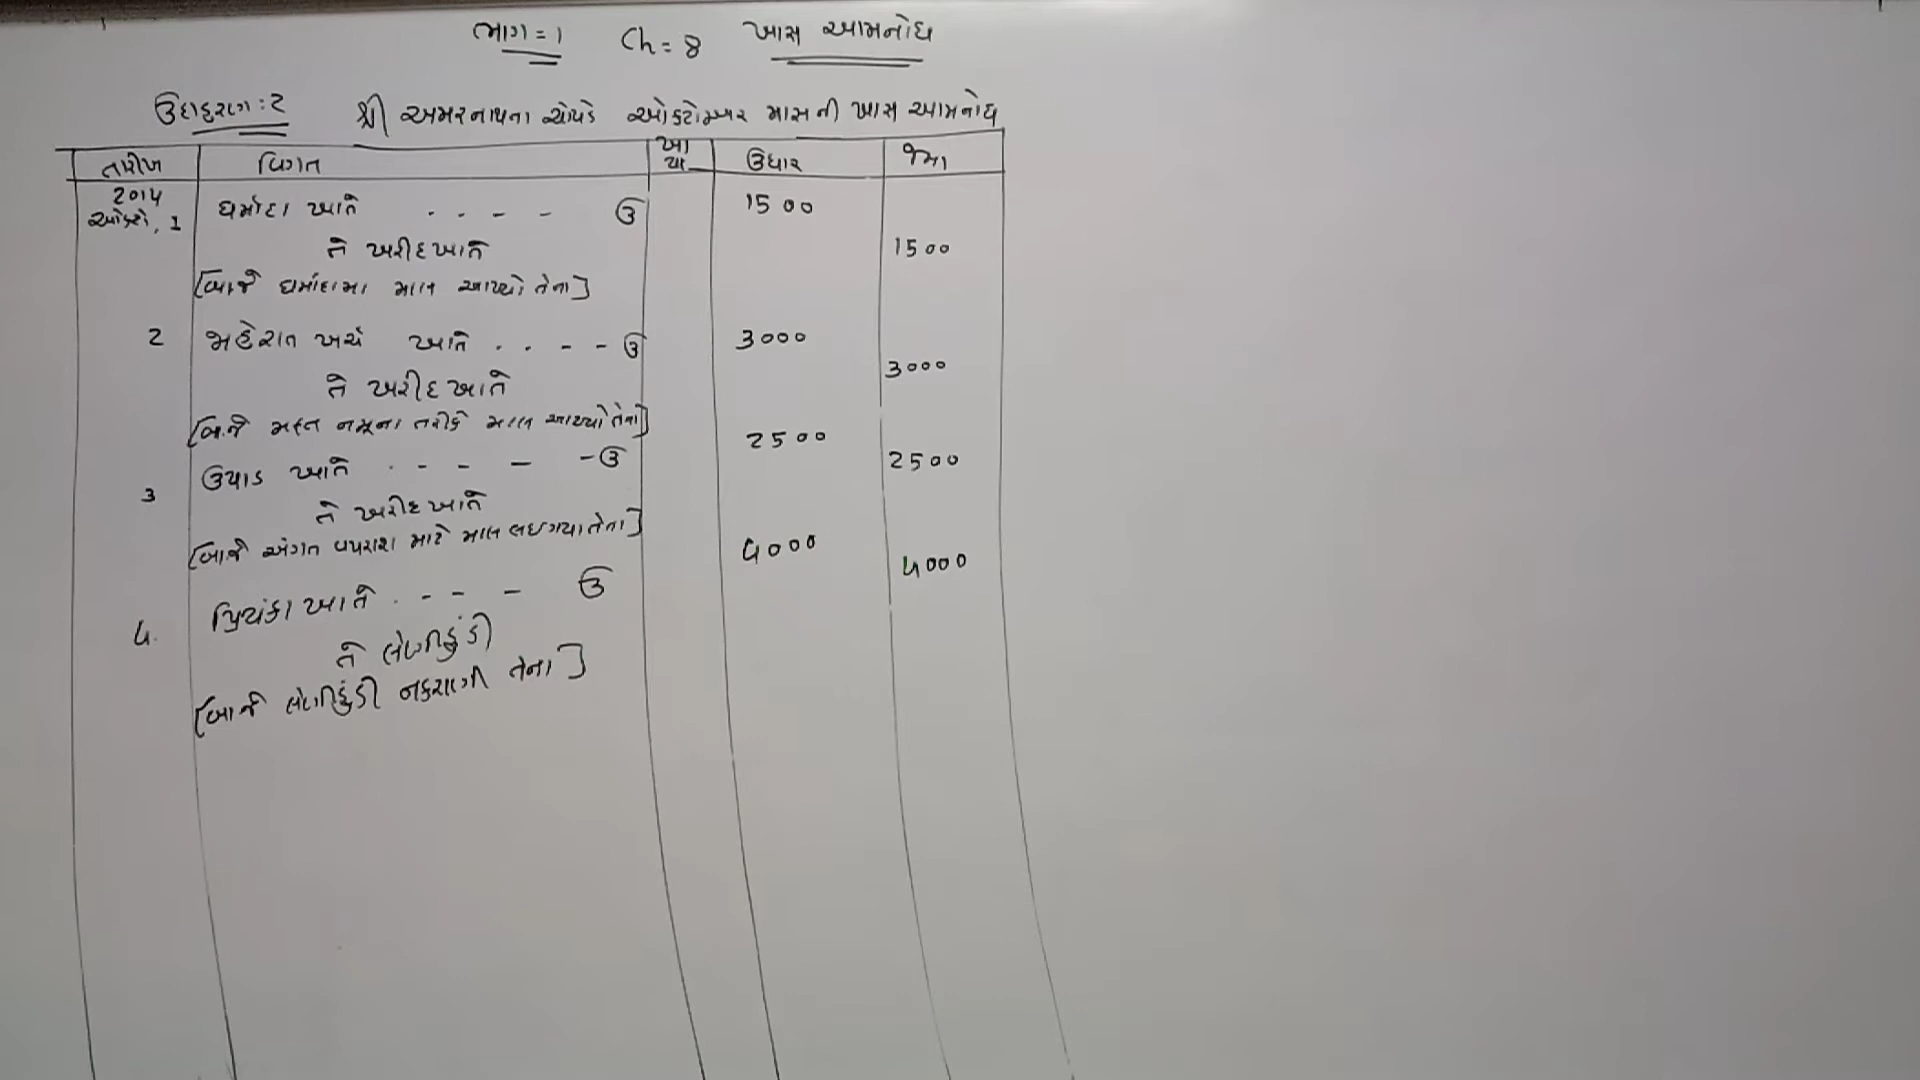 ભાગ = 1 Ch = 8 ખાસ આમનોંધ
ઉદાહરણ : 2 શ્રી અમરનાથના ચોપડે ઓક્ટોમ્બર માસની ખાસ આમનોંધ
તારીખ વિગત ખા પા ઉધાર જમા
2014
ઓક્ટો, 1 ધર્માદા ખાતે . . - - ઉ 1500
તે ખરીદ ખાતે 1500
[બા.જે ધર્માદામાં માલ આપ્યો તેના]
2 જાહેરાત ખર્ચ ખાતે . . - - ઉ 3000
તે ખરીદ ખાતે 3000
[બા.જે મફત નમૂના તરીકે માલ આપ્યો તેના]
3 ઉપાડ ખાતે . - - - - ઉ 2500
તે ખરીદ ખાતે 2500
[બા.જે અંગત વપરાશ માટે માલ લઈ ગયા તેના]
4. પ્રિયંકા ખાતે . - - - ઉ 4000
તે લેણીહુંડી 4000
[બા.જે લેણીહુંડી નકરાણી તેના]